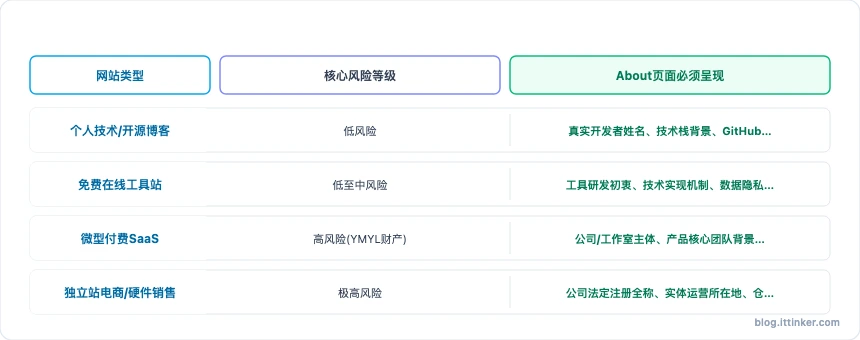 网站类型 核心风险等级 About页面必须呈现
个人技术/开源博客 低风险 真实开发者姓名、技术栈背景、GitHub...
免费在线工具站 低至中风险 工具研发初衷、技术实现机制、数据隐私...
微型付费SaaS 高风险(YMYL财产) 公司/工作室主体、产品核心团队背景...
独立站电商/硬件销售 极高风险 公司法定注册全称、实体运营所在地、仓...
blog.ittinker.com